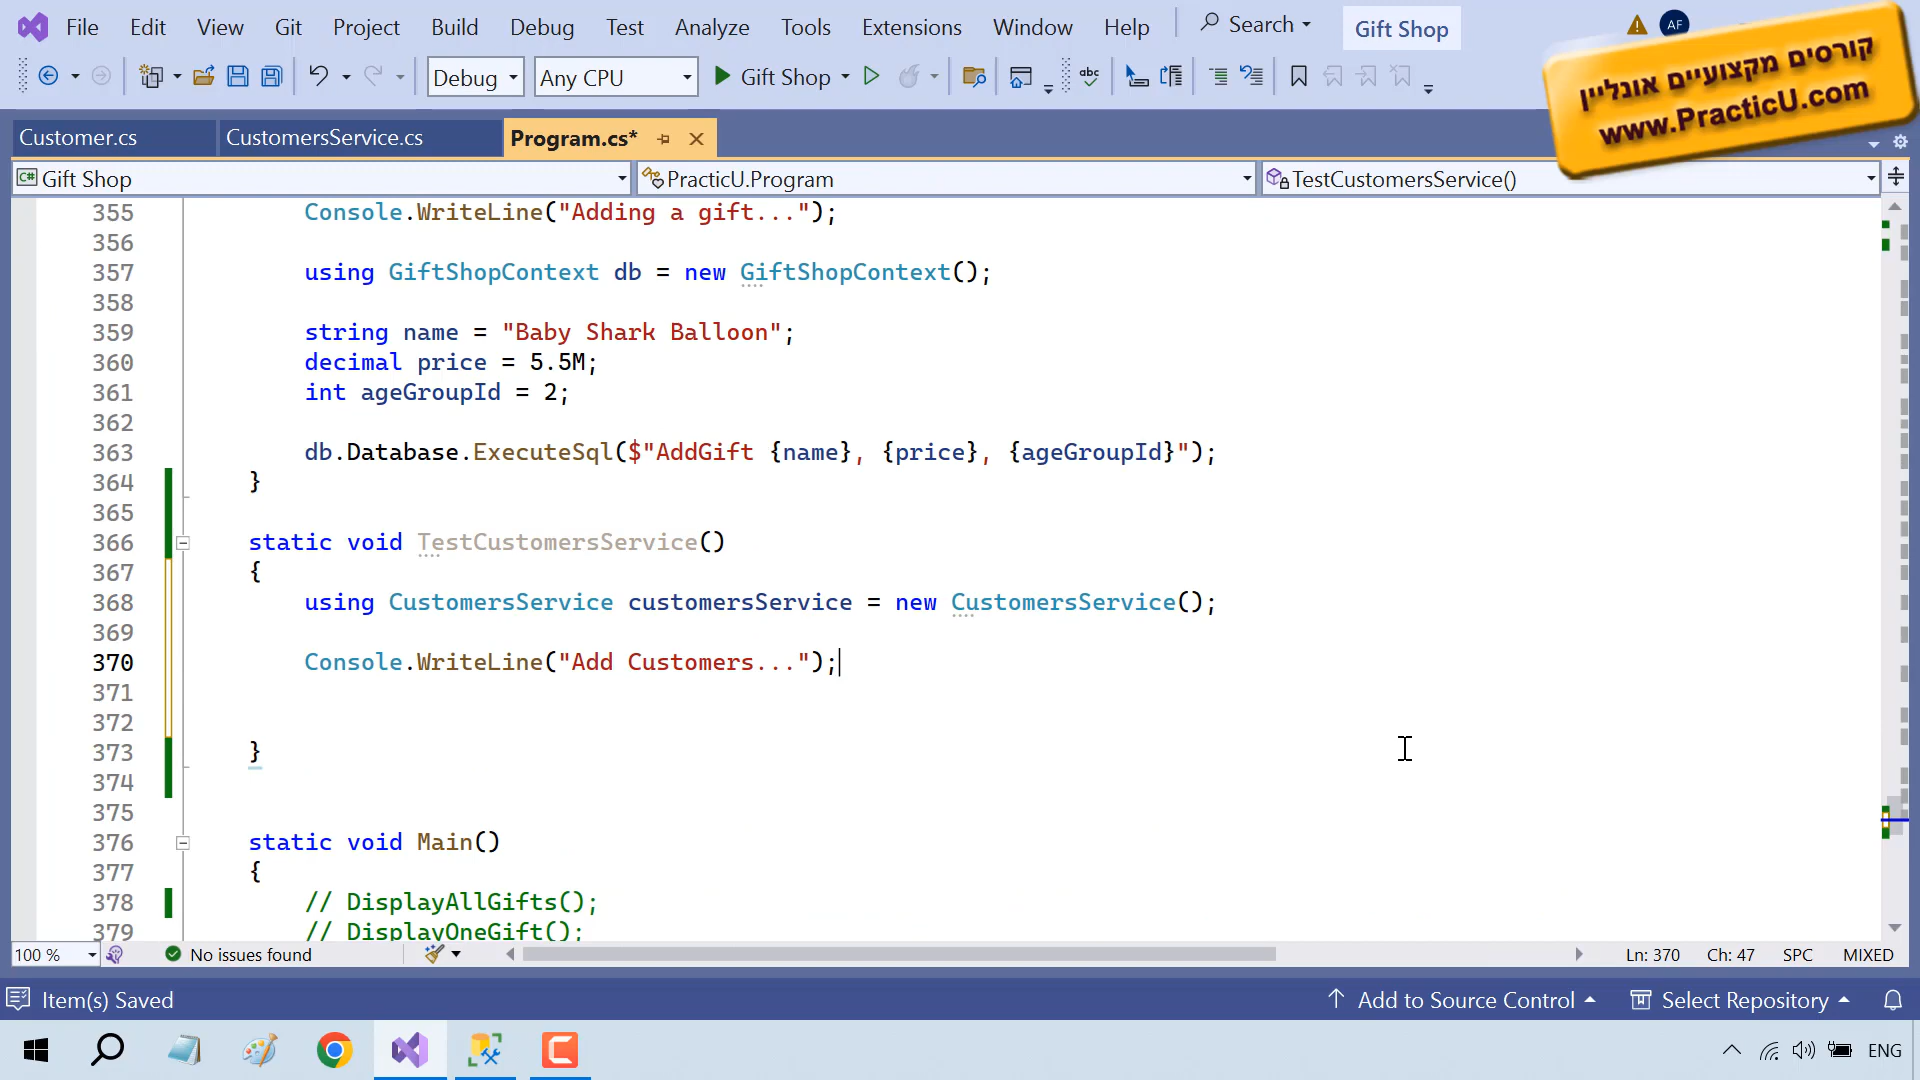 File Edit View Git Project Build Debug Test Analyze Tools Extensions Window Help Search Gift Shop AF
Debug Any CPU Gift Shop
קורסים מקצועיים אונליין
www.PracticU.com
Customer.cs CustomersService.cs Program.cs*
C# Gift Shop PracticU.Program TestCustomersService()
355 Console.WriteLine("Adding a gift...");
356
357 using GiftShopContext db = new GiftShopContext();
358
359 string name = "Baby Shark Balloon";
360 decimal price = 5.5M;
361 int ageGroupId = 2;
362
363 db.Database.ExecuteSql($"AddGift {name}, {price}, {ageGroupId}");
364 }
365
366 static void TestCustomersService()
367 {
368 using CustomersService customersService = new CustomersService();
369
370 Console.WriteLine("Add Customers...");
371
372
373 }
374
375
376 static void Main()
377 {
378 // DisplayAllGifts();
379 // DisplayOneGift();
100 % No issues found Ln: 370 Ch: 47 SPC MIXED
Item(s) Saved Add to Source Control Select Repository
ENG